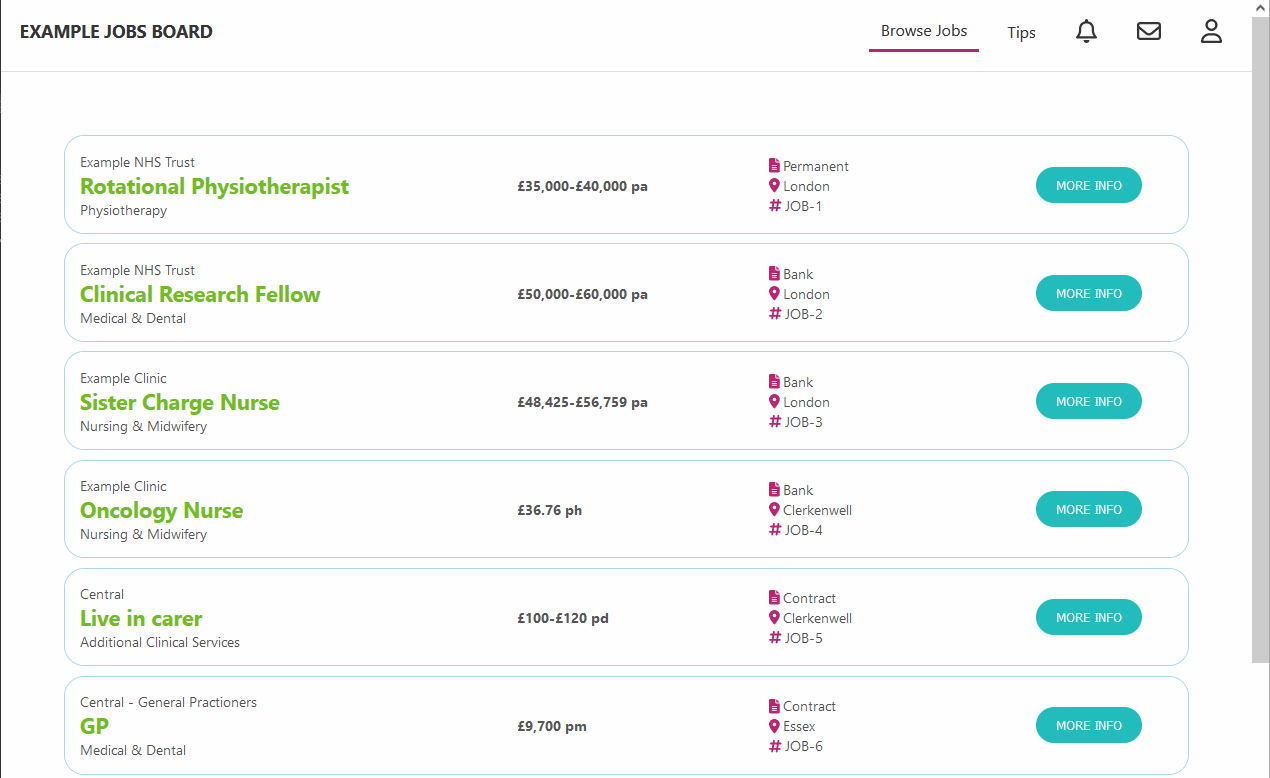 EXAMPLE JOBS BOARD
Browse Jobs
Tips
Example NHS Trust
Rotational Physiotherapist
Physiotherapy
£35,000-£40,000 pa
Permanent
London
# JOB-1
MORE INFO
Example NHS Trust
Clinical Research Fellow
Medical & Dental
£50,000-£60,000 pa
Bank
London
# JOB-2
MORE INFO
Example Clinic
Sister Charge Nurse
Nursing & Midwifery
£48,425-£56,759 pa
Bank
London
# JOB-3
MORE INFO
Example Clinic
Oncology Nurse
Nursing & Midwifery
£36.76 ph
Bank
Clerkenwell
# JOB-4
MORE INFO
Central
Live in carer
Additional Clinical Services
£100-£120 pd
Contract
Clerkenwell
# JOB-5
MORE INFO
Central - General Practioners
GP
Medical & Dental
£9,700 pm
Contract
Essex
# JOB-6
MORE INFO